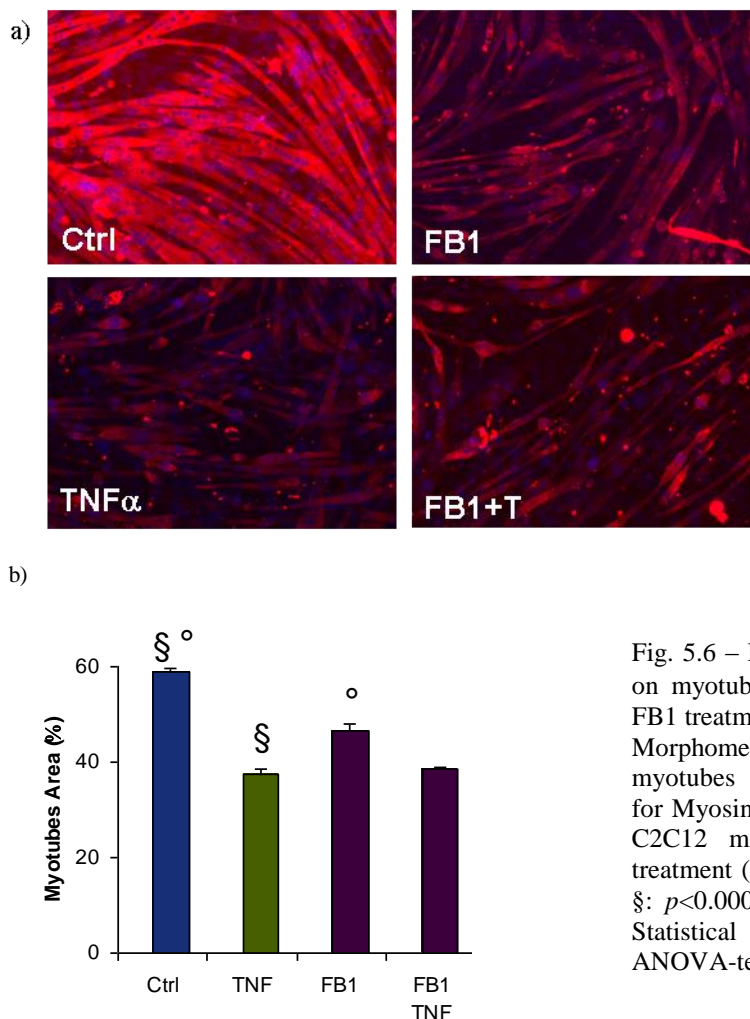 a)
Ctrl
FB1
TNFα
FB1+T
b)
§ °
§
°
60
40
20
0
Myotubes Area (%)
Ctrl
TNF
FB1
FB1
TNF
Fig. 5.6 –
on myotub
FB1 treatm
Morphome
myotubes
for Myosin
C2C12 m
treatment (
§: p<0.000
Statistical
ANOVA-te